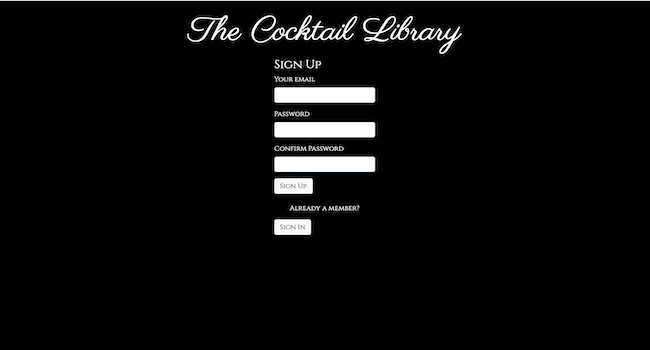 The Cocktail Library
Sign Up
Your email
Password
Confirm Password
Sign Up
Already a member?
Sign In